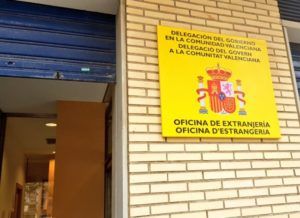 DELEGACIÓN DEL GOBIERNO
EN LA COMUNIDAD VALENCIANA
DELEGACIÓ DEL GOVERN
A LA COMUNITAT VALENCIANA
OFICINA DE EXTRANJERÍA
OFICINA D'ESTRANGERIA